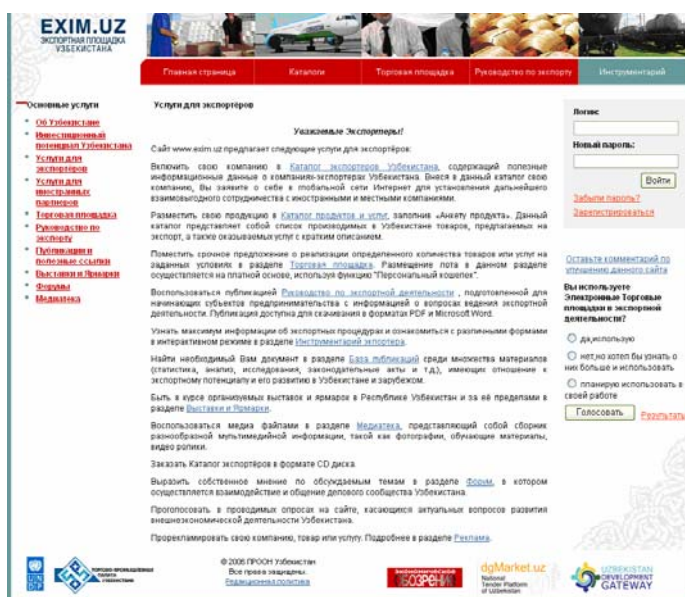 EXIM.UZ
ЭКСПОРТНАЯ ПЛОЩАДКА
УЗБЕКИСТАНА
Главная страница
Каталоги
Торговая площадка
Руководство по экспорту
Инструментарий
Основные услуги
Об Узбекистане
Инвестиционный
потенциал Узбекистана
Услуги для
экспортёров
Услуги для
иностранных
партнеров
Торговая площадка
Руководство по
экспорту
Публикации и
полезные ссылки
Выставки и Ярмарки
Форумы
Медиатека
Услуги для экспортёров
Уважаемые Экспортеры!
Сайт www.exim.uz предлагает следующие услуги для экспортёров:
Включить свою компанию в Каталог экспортеров Узбекистана, содержащий полезные
информационные данные о компаниях-экспортерах Узбекистана. Внеся в данный каталог свою
компанию, Вы заявите о себе в глобальной сети Интернет для установления дальнейшего
взаимовыгодного сотрудничества с иностранными и местными компаниями.
Разместить свою продукцию в Каталог продуктов и услуг, заполнив «Анкету продукта». Данный
каталог представляет собой список производимых в Узбекистане товаров, предлагаемых на
экспорт, а также оказываемых услуг с кратким описанием.
Поместить срочное предложение о реализации определенного количества товаров или услуг на
заданных условиях в разделе Торговая площадка. Размещение лота в данном разделе
осуществляется на платной основе, используя функцию "Персональный кошелек".
Воспользоваться публикацией Руководство по экспортной деятельности , подготовленной для
начинающих субъектов предпринимательства с информацией о вопросах ведения экспортной
деятельности. Публикация доступна для скачивания в форматах PDF и Microsoft Word.
Узнать максимум информации об экспортных процедурах и ознакомиться с различными формами
в интерактивном режиме в разделе Инструментарий экпортера.
Найти необходимый Вам документ в разделе База публикаций среди множества материалов
(статистика, анализ, исследования, законодательные акты и т.д.), имеющих отношение к
экспортному потенциалу и его развитию в Узбекистане и зарубежом.
Быть в курсе организуемых выставок и ярмарок в Республике Узбекистан и за её пределами в
разделе Выставки и Ярмарки.
Воспользоваться медиа файлами в разделе Медиатека, представляющий собой сборник
разнообразной мультимедийной информации, такой как фотографии, обучающие материалы,
видео ролики.
Заказать Каталог экспортёров в формате CD диска.
Выразить собственное мнение по обсуждаемым темам в разделе Форум, в котором
осуществляется взаимодействие и общение делового сообщества Узбекистана.
Проголосовать в проводимых опросах на сайте, касающихся актуальных вопросов развития
внешнеэкономической деятельности Узбекистана.
Прорекламировать свою компанию, товар или услугу. Подробнее в разделе Реклама.
Логин:
Новый пароль:
Войти
Забыли пароль?
Зарегистрироваться
Оставьте комментарий по
улучшению данного сайта
Вы используете
Электронные Торговые
площадки в экспортной
деятельности?
да,использую
нет,но хотел бы узнать о
них больше и использовать
планирую использовать в
своей работе
Голосовать
Результаты
ТОРГОВО-ПРОМЫШЛЕННАЯ
ПАЛАТА
УЗБЕКИСТАНА
© 2006 ПРООН Узбекистан
Все права защищены.
Редакционная политика
ОБОЗРЕНИЕ
dgMarket.uz
National
Tender Platform
of Uzbekistan
UZBEKISTAN
DEVELOPMENT
GATEWAY